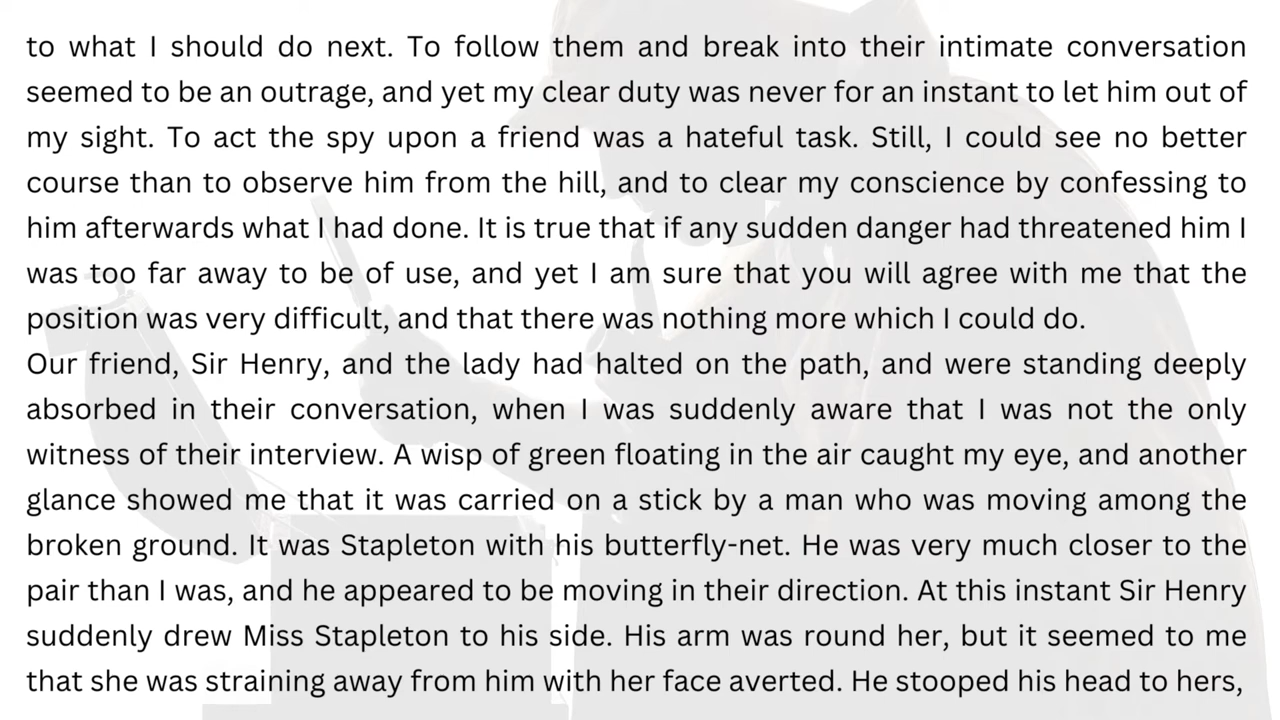 to what I should do next. To follow them and break into their intimate conversation
seemed to be an outrage, and yet my clear duty was never for an instant to let him out of
my sight. To act the spy upon a friend was a hateful task. Still, I could see no better
course than to observe him from the hill, and to clear my conscience by confessing to
him afterwards what I had done. It is true that if any sudden danger had threatened him I
was too far away to be of use, and yet I am sure that you will agree with me that the
position was very difficult, and that there was nothing more which I could do.
Our friend, Sir Henry, and the lady had halted on the path, and were standing deeply
absorbed in their conversation, when I was suddenly aware that I was not the only
witness of their interview. A wisp of green floating in the air caught my eye, and another
glance showed me that it was carried on a stick by a man who was moving among the
broken ground. It was Stapleton with his butterfly-net. He was very much closer to the
pair than I was, and he appeared to be moving in their direction. At this instant Sir Henry
suddenly drew Miss Stapleton to his side. His arm was round her, but it seemed to me
that she was straining away from him with her face averted. He stooped his head to hers,